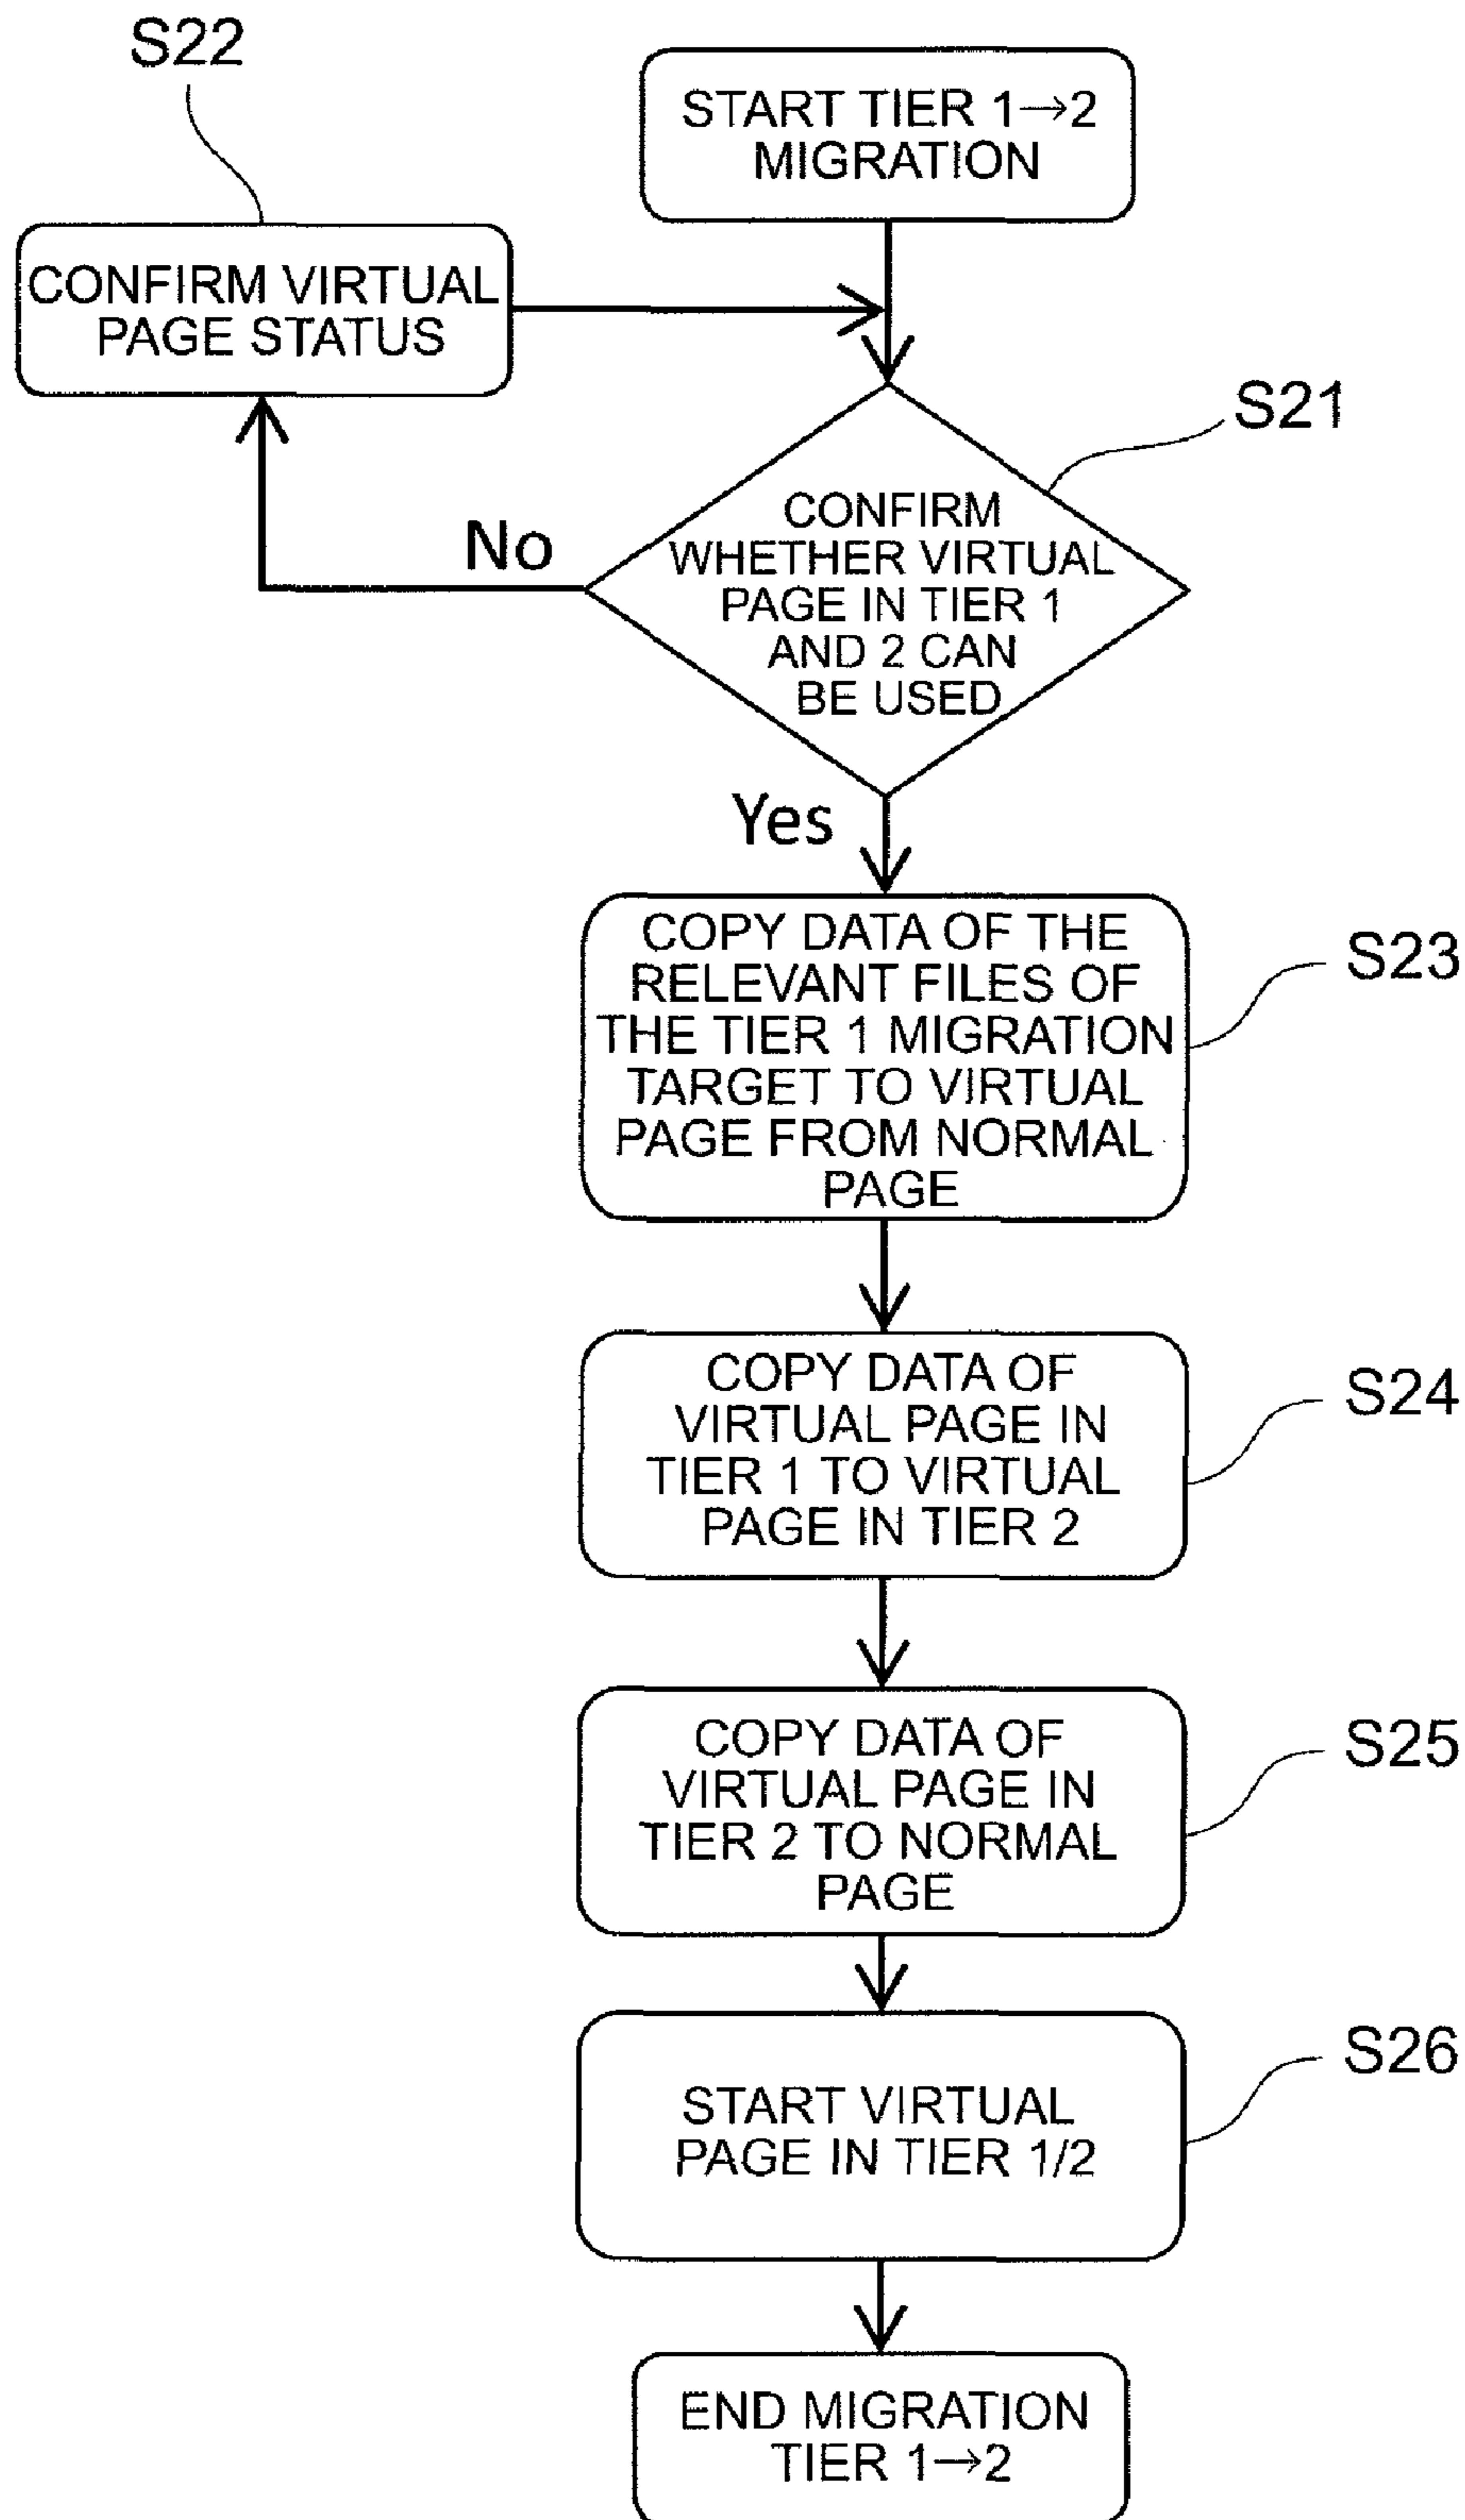 S22
START TIER 1→2
MIGRATION
CONFIRM VIRTUAL
PAGE STATUS
S21
CONFIRM
WHETHER VIRTUAL
PAGE IN TIER 1
AND 2 CAN
BE USED
No
Yes
COPY DATA OF THE
RELEVANT FILES OF
THE TIER 1 MIGRATION
TARGET TO VIRTUAL
PAGE FROM NORMAL
PAGE
S23
COPY DATA OF
VIRTUAL PAGE IN
TIER 1 TO VIRTUAL
PAGE IN TIER 2
S24
COPY DATA OF
VIRTUAL PAGE IN
TIER 2 TO NORMAL
PAGE
S25
START VIRTUAL
PAGE IN TIER 1/2
S26
END MIGRATION
TIER 1→2